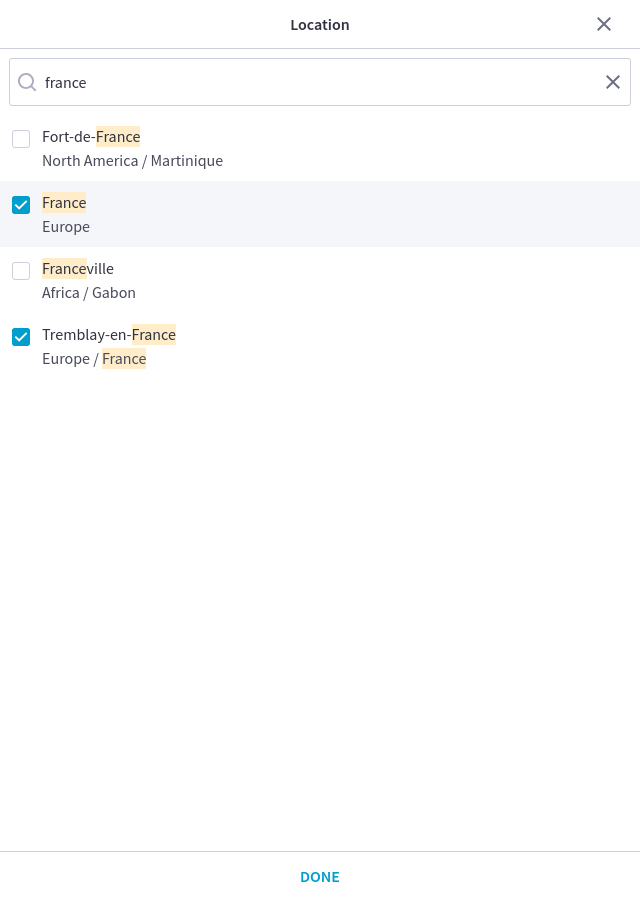 Location
france
Fort-de-France
North America / Martinique
France
Europe
Franceville
Africa / Gabon
Tremblay-en-France
Europe / France
DONE